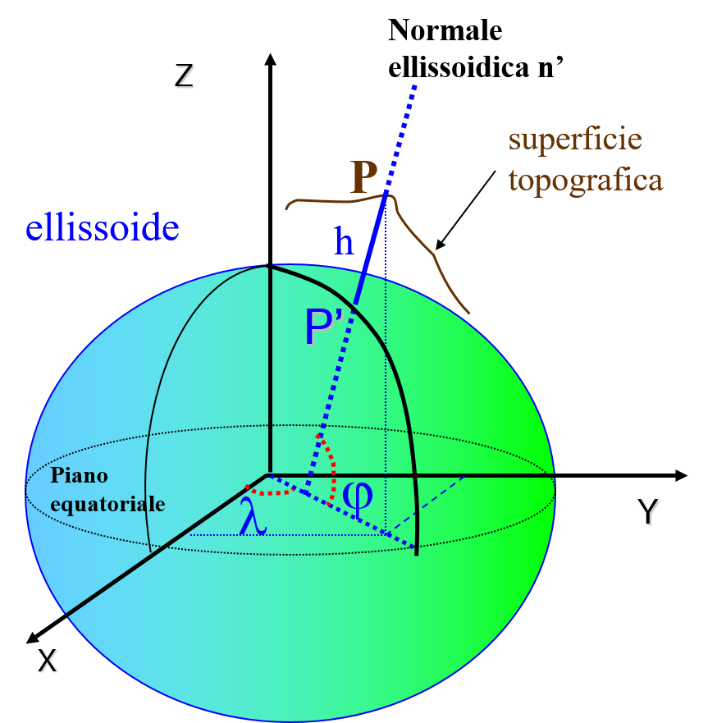 Normale
ellissoidica n’
Z
superficie
topografica
P
ellissoide
h
P’
Piano
equatoriale
φ
λ
Y
X